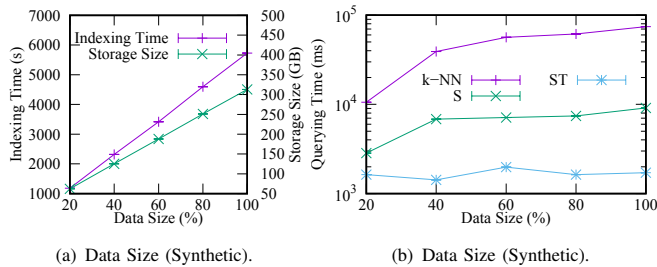 7000
6000
5000
4000
3000
2000
1000
Indexing Time (s)
Indexing Time
Storage Size
500
450
400
350
300
250
200
150
100
50
Storage Size (GB)
20 40 60 80 100
Data Size (%)
(a) Data Size (Synthetic).
10^5
10^4
10^3
Querying Time (ms)
k−NN
S
ST
20 40 60 80 100
Data Size (%)
(b) Data Size (Synthetic).